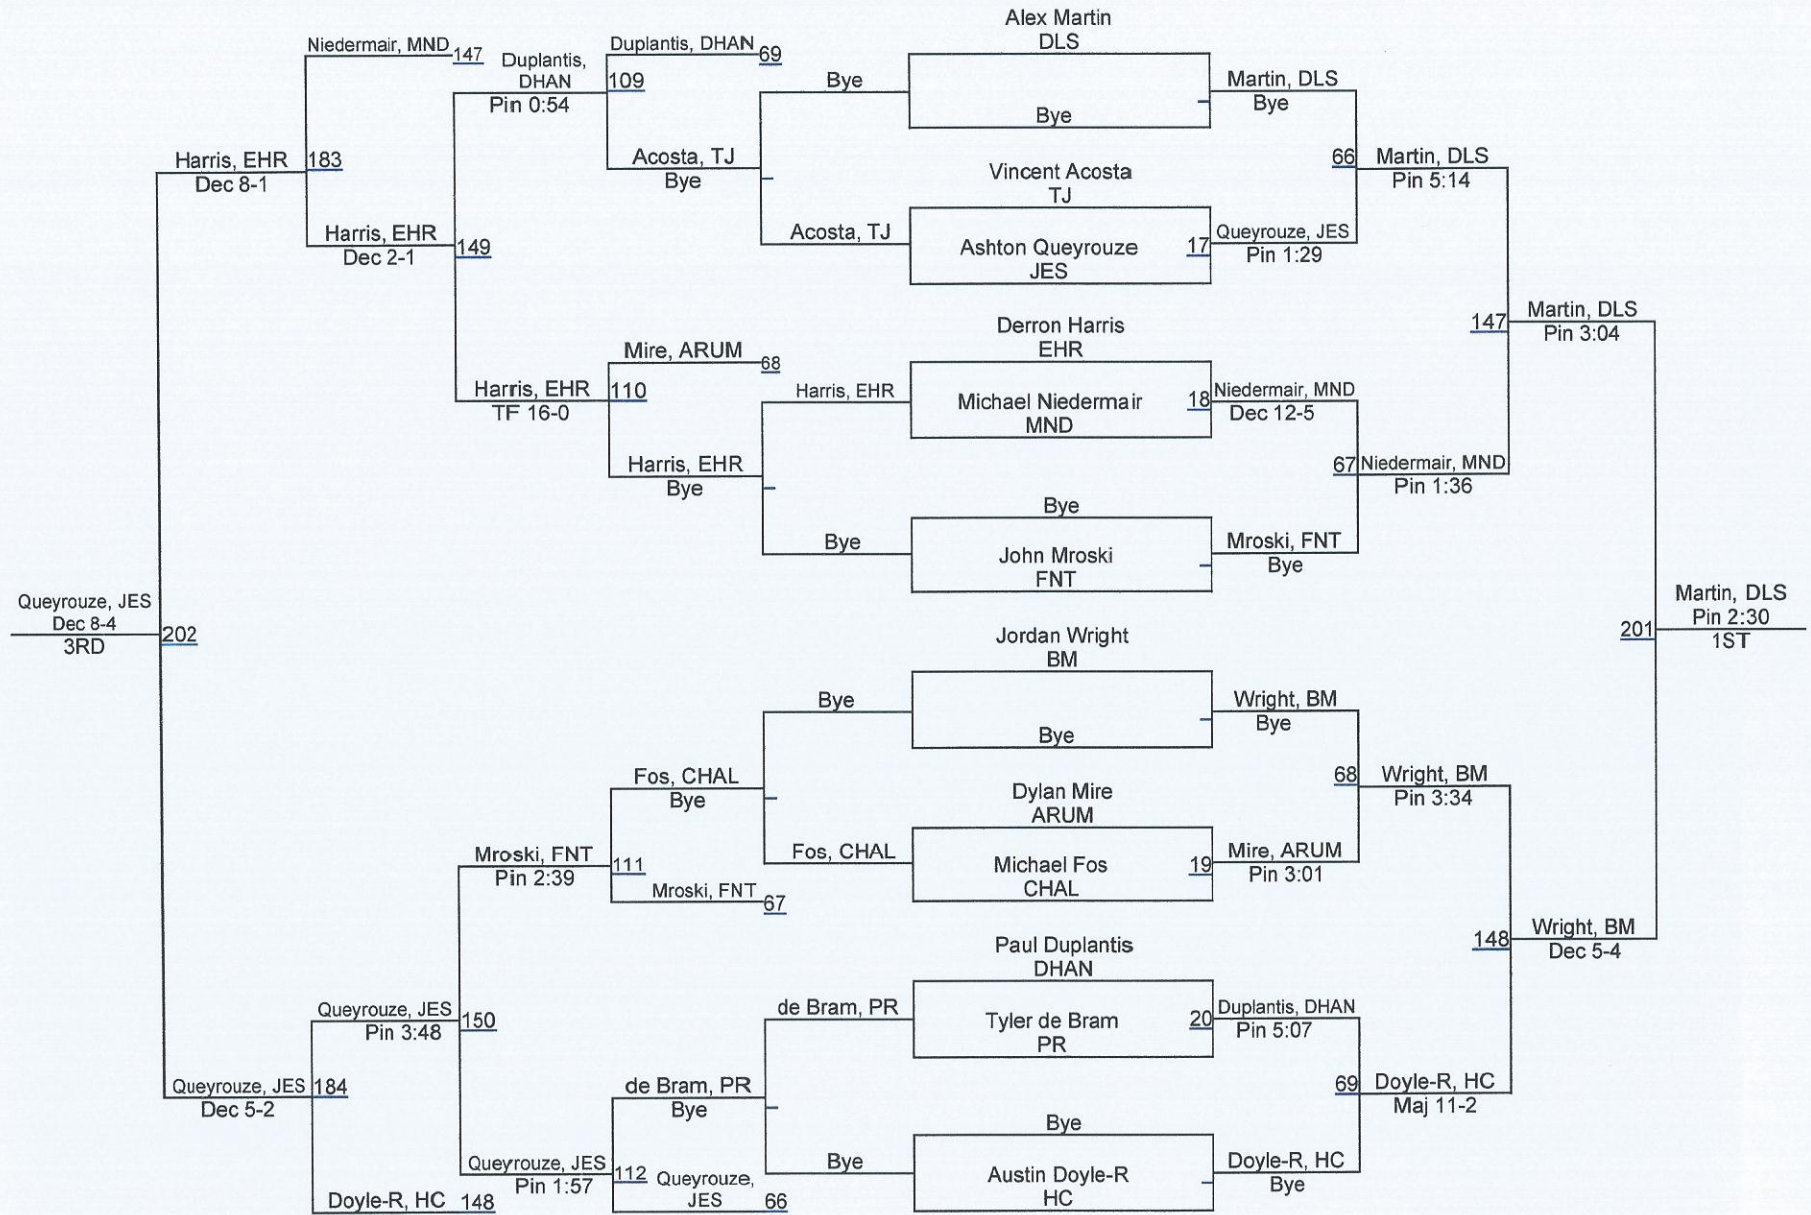 Alex Martin
DLS
Bye
Vincent Acosta
TJ
Ashton Queyrouze
JES
17
Derron Harris
EHR
Michael Niedermair
MND
18
Bye
John Mroski
FNT
Jordan Wright
BM
Bye
Dylan Mire
ARUM
Michael Fos
CHAL
19
Paul Duplantis
DHAN
Tyler de Bram
PR
20
Bye
Austin Doyle-R
HC
Martin, DLS
Bye
66
Queyrouze, JES
Pin 1:29
Niedermair, MND
Dec 12-5
67
Mroski, FNT
Bye
Wright, BM
Bye
68
Mire, ARUM
Pin 3:01
Duplantis, DHAN
Pin 5:07
69
Doyle-R, HC
Bye
Martin, DLS
Pin 5:14
147
Niedermair, MND
Pin 1:36
Wright, BM
Pin 3:34
148
Doyle-R, HC
Maj 11-2
Martin, DLS
Pin 3:04
201
Wright, BM
Dec 5-4
Martin, DLS
Pin 2:30
1ST
Bye
Acosta, TJ
Harris, EHR
Bye
Bye
Fos, CHAL
de Bram, PR
Bye
Duplantis, DHAN
69
Acosta, TJ
Bye
Mire, ARUM
68
Harris, EHR
Bye
Fos, CHAL
Bye
Mroski, FNT
67
de Bram, PR
Bye
Queyrouze,
JES
66
Duplantis,
DHAN
Pin 0:54
109
Harris, EHR
TF 16-0
110
Mroski, FNT
Pin 2:39
111
Queyrouze, JES
Pin 1:57
112
Niedermair, MND
147
Harris, EHR
Dec 2-1
149
Queyrouze, JES
Pin 3:48
150
Doyle-R, HC
148
Harris, EHR
Dec 8-1
183
Queyrouze, JES
Dec 5-2
184
Queyrouze, JES
Dec 8-4
3RD
202